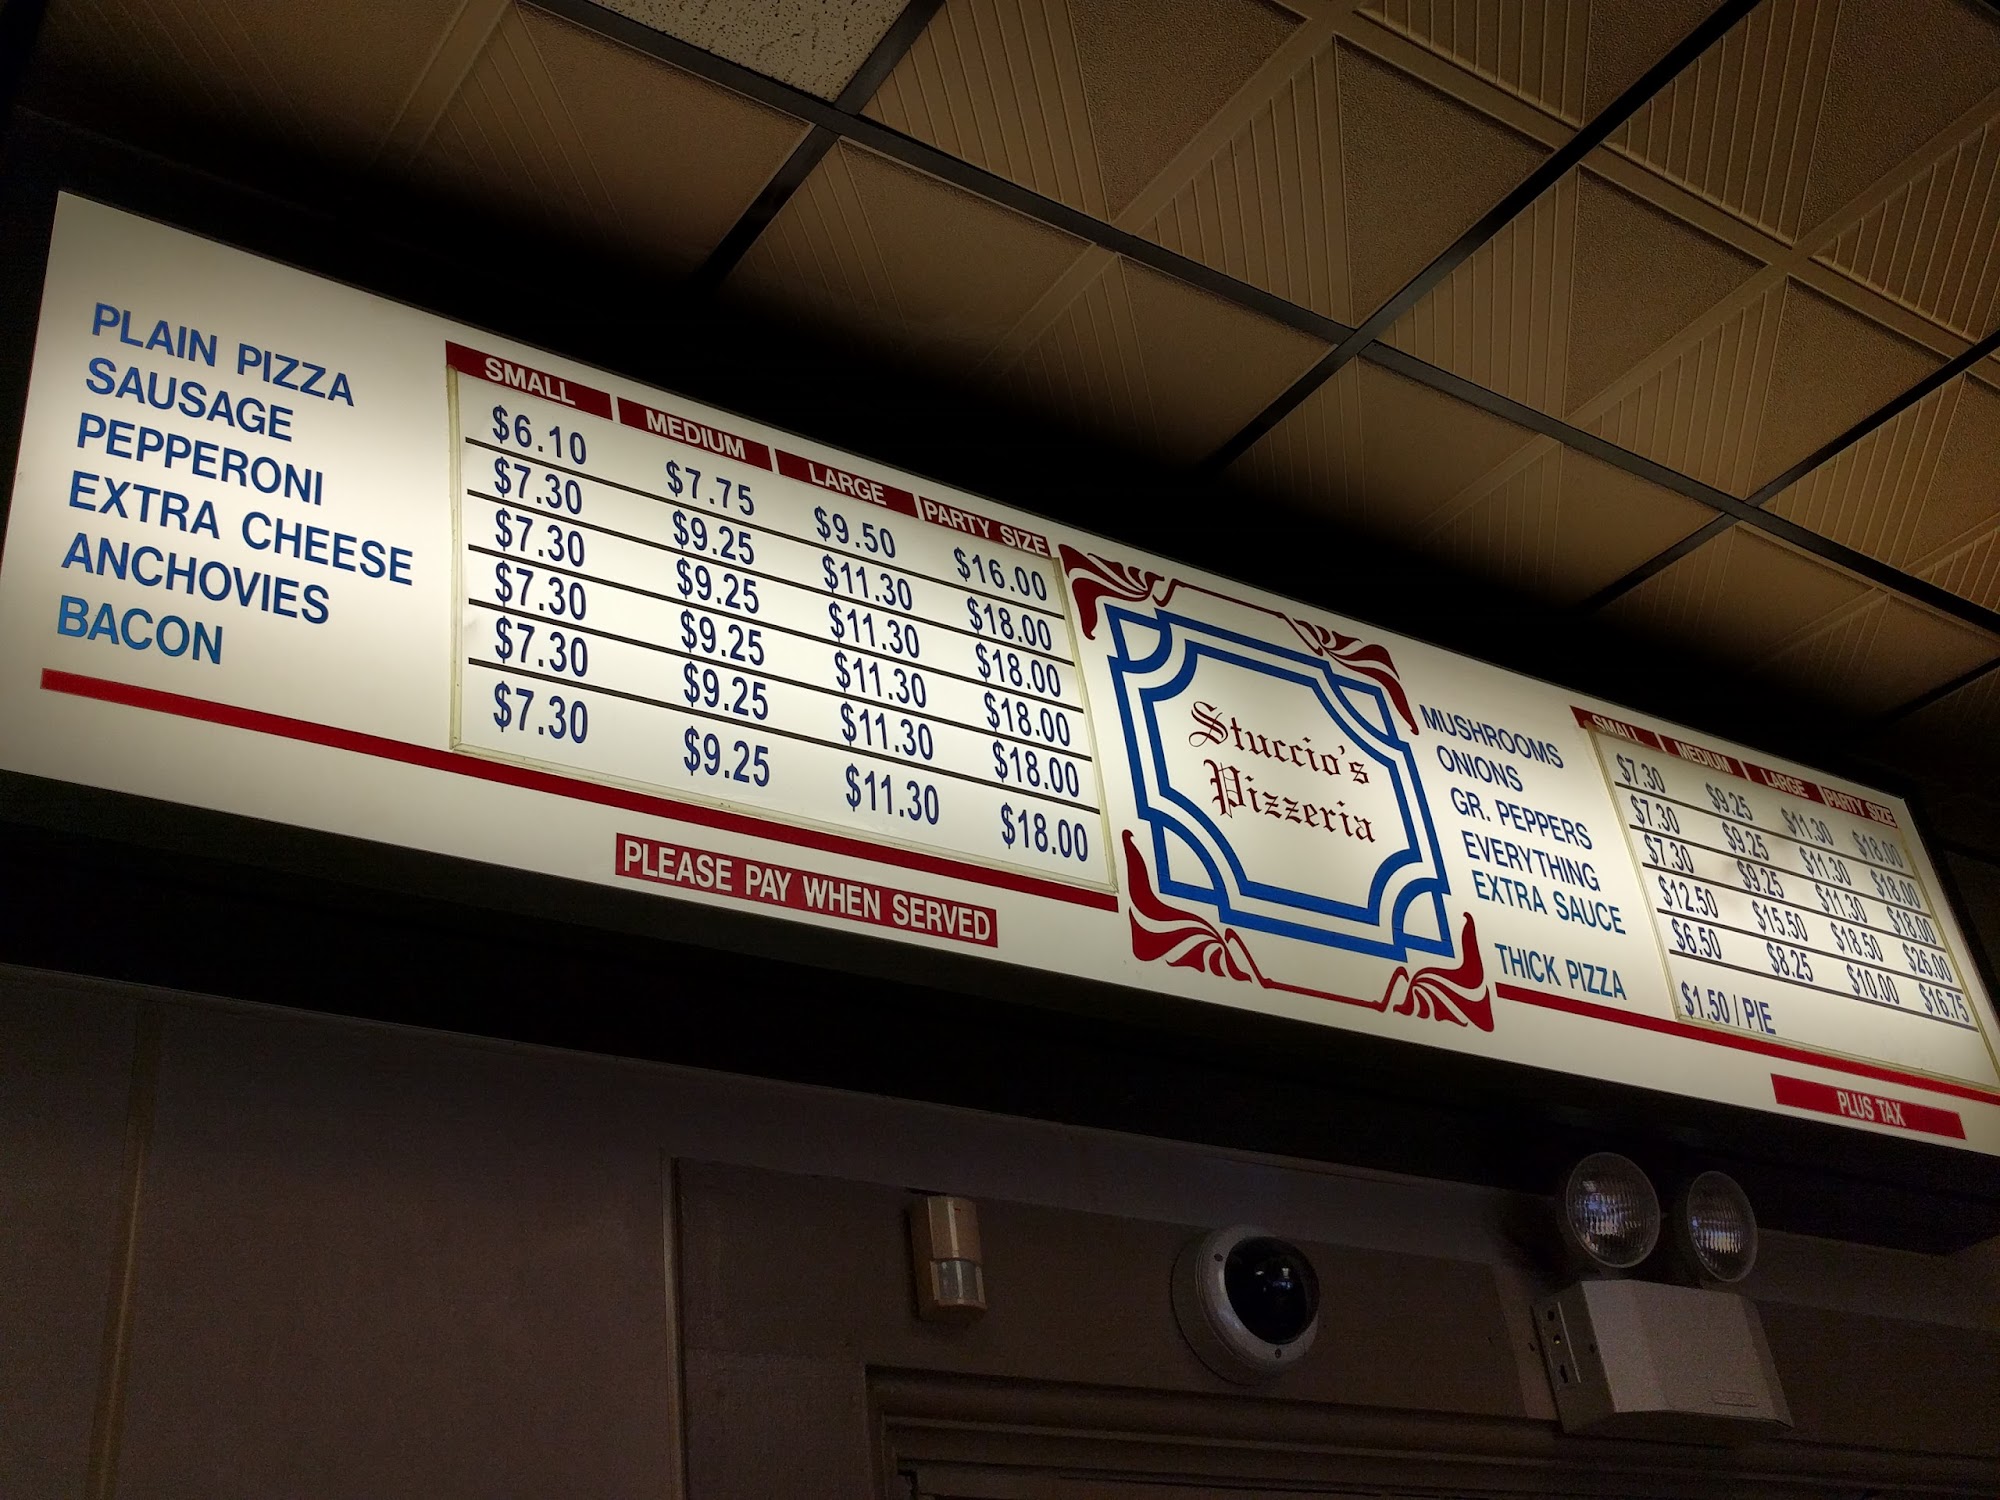 PLAIN PIZZA
SAUSAGE
PEPPERONI
EXTRA CHEESE
ANCHOVIES
BACON
SMALL MEDIUM LARGE PARTY SIZE
$6.10 $7.75 $9.50 $16.00
$7.30 $9.25 $11.30 $18.00
$7.30 $9.25 $11.30 $18.00
$7.30 $9.25 $11.30 $18.00
$7.30 $9.25 $11.30 $18.00
$7.30 $9.25 $11.30 $18.00
PLEASE PAY WHEN SERVED
Stuccio's
Pizzeria
MUSHROOMS
ONIONS
GR. PEPPERS
EVERYTHING
EXTRA SAUCE
THICK PIZZA
SMALL MEDIUM LARGE PARTY SIZE
$7.30 $9.25 $11.30 $18.00
$7.30 $9.25 $11.30 $18.00
$7.30 $9.25 $11.30 $18.00
$12.50 $15.50 $18.50 $26.00
$6.50 $8.25 $10.00 $16.75
$1.50 / PIE
PLUS TAX